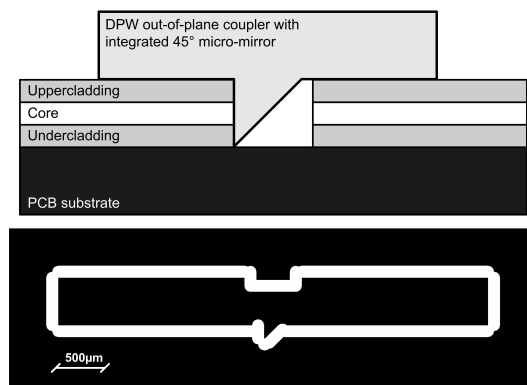 DPW out-of-plane coupler with
integrated 45° micro-mirror
Uppercladding
Core
Undercladding
PCB substrate
500μm